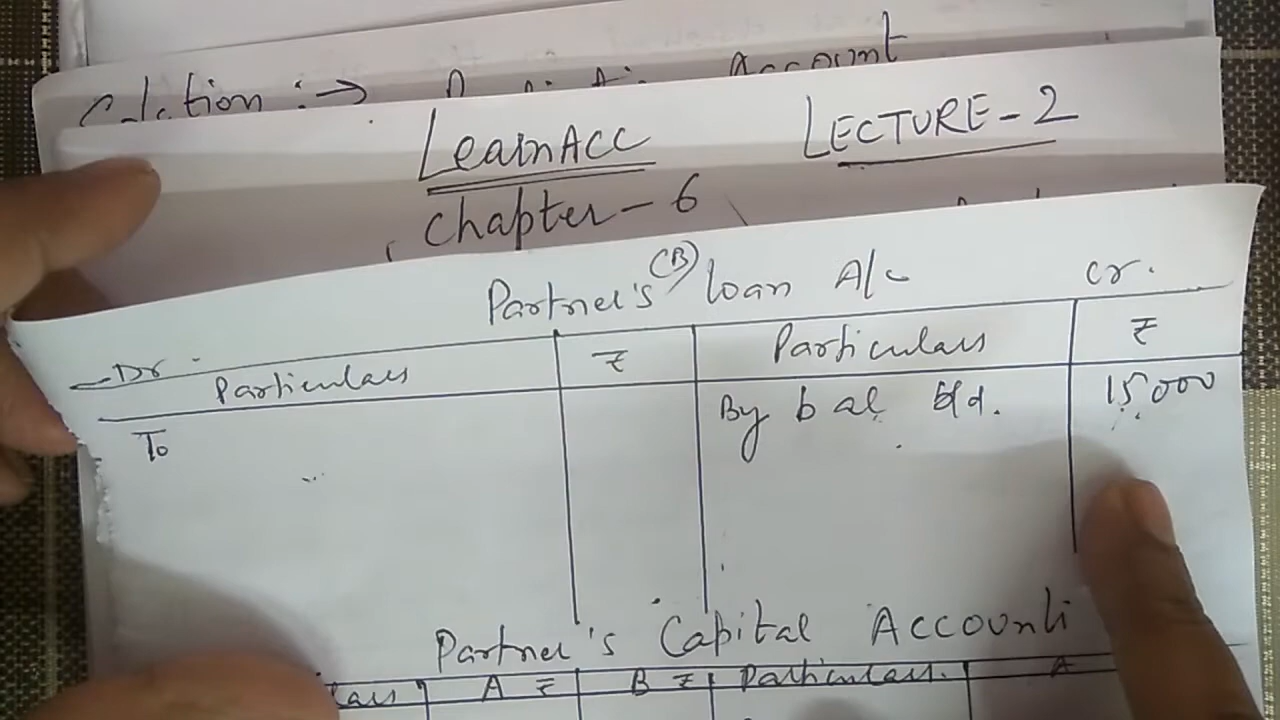 :→ Account
LearnAcc LECTURE-2
Chapter-6
Partner's (B) loan A/c cr.
Dr. Particulars ₹ Particulars ₹
To By bal b/d. 15,000
Partner's Capital Account
A ₹ B ₹ Particulars. A